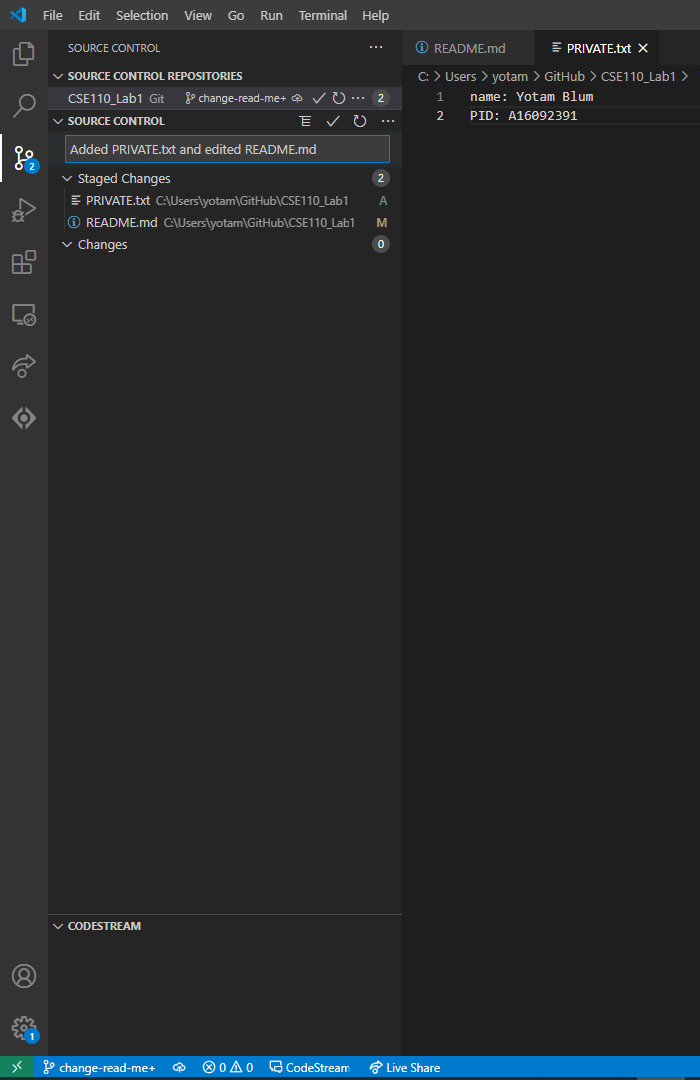 File Edit Selection View Go Run Terminal Help
SOURCE CONTROL ···
README.md
PRIVATE.txt
SOURCE CONTROL REPOSITORIES
C: > Users > yotam > GitHub > CSE110_Lab1 >
CSE110_Lab1 Git change-read-me+ ··· 2
1 name: Yotam Blum
2 PID: A16092391
SOURCE CONTROL ···
Added PRIVATE.txt and edited README.md
2
Staged Changes 2
PRIVATE.txt C:\Users\yotam\GitHub\CSE110_Lab1 A
README.md C:\Users\yotam\GitHub\CSE110_Lab1 M
Changes 0
CODESTREAM
1
change-read-me+ 0 0 CodeStream Live Share